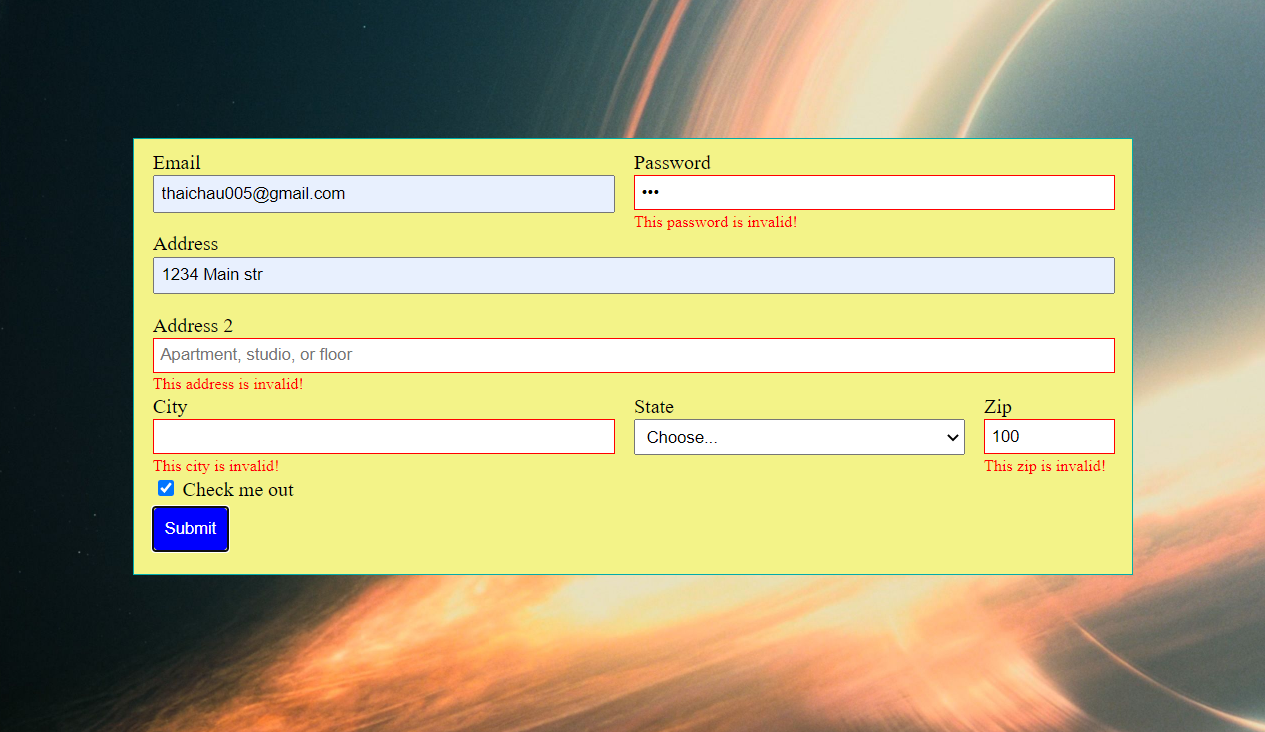 Email Password
thaichau005@gmail.com •••
This password is invalid!
Address
1234 Main str
Address 2
Apartment, studio, or floor
This address is invalid!
City State Zip
Choose... 100
This city is invalid! This zip is invalid!
Check me out
Submit